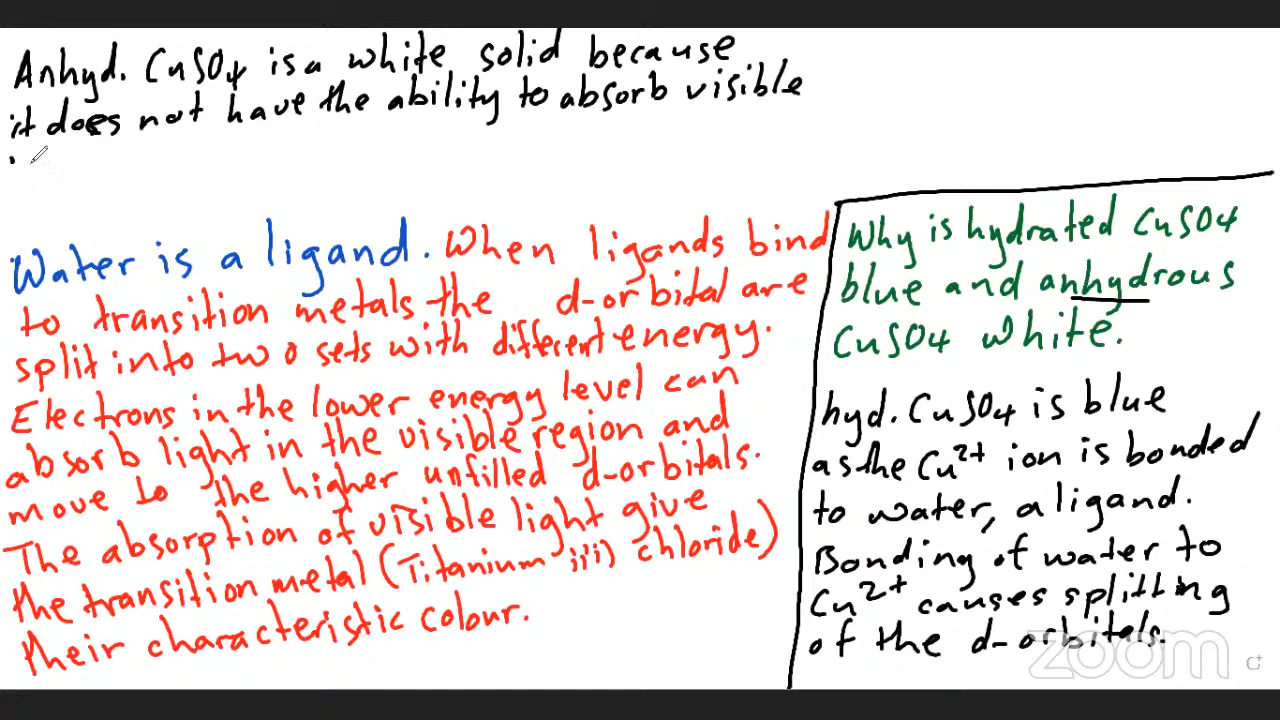 Anhyd. CuSO4 is a white solid because
it does not have the ability to absorb visible
Water is a ligand. When ligands bind
to transition metals the d-orbital are
split into two sets with different energy.
Electrons in the lower energy level can
absorb light in the visible region and
move to the higher unfilled d-orbitals.
The absorption of visible light give
the transition metal (Titanium iii) chloride)
their characteristic colour.
Why is hydrated CuSO4
blue and anhydrous
CuSO4 white.
hyd. CuSO4 is blue
as the Cu2+ ion is bonded
to water, a ligand.
Bonding of water to
Cu2+ causes splitting
of the d-orbitals.
zoom